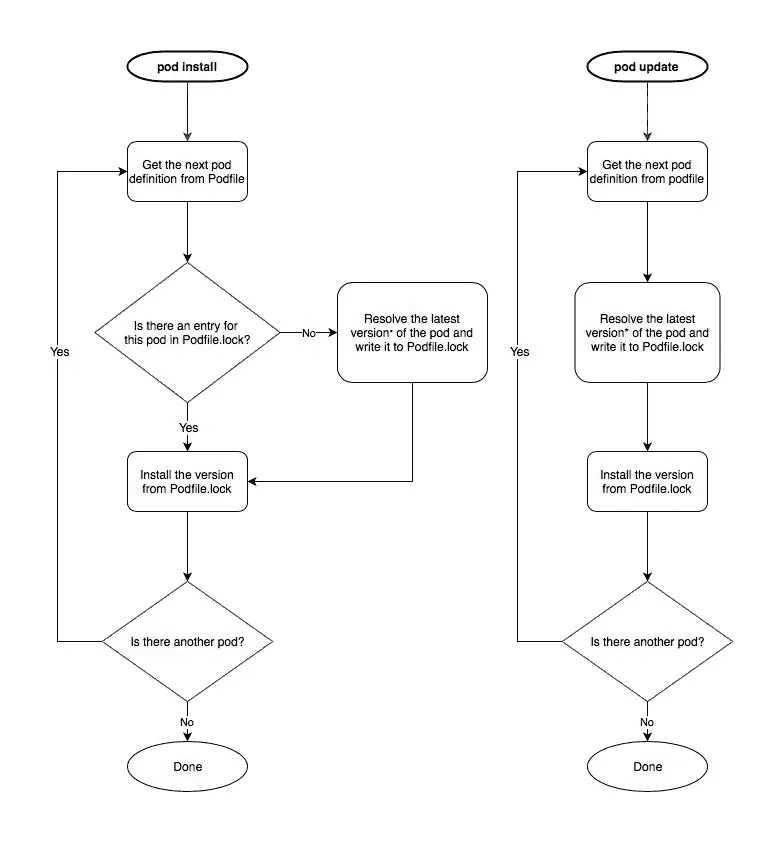 pod install
Get the next pod
definition from Podfile
Is there an entry for
this pod in Podfile.lock?
No
Resolve the latest
version* of the pod and
write it to Podfile.lock
Yes
Yes
Install the version
from Podfile.lock
Is there another pod?
No
Done
pod update
Get the next pod
definition from podfile
Resolve the latest
version* of the pod and
write it to Podfile.lock
Yes
Install the version
from Podfile.lock
Is there another pod?
No
Done